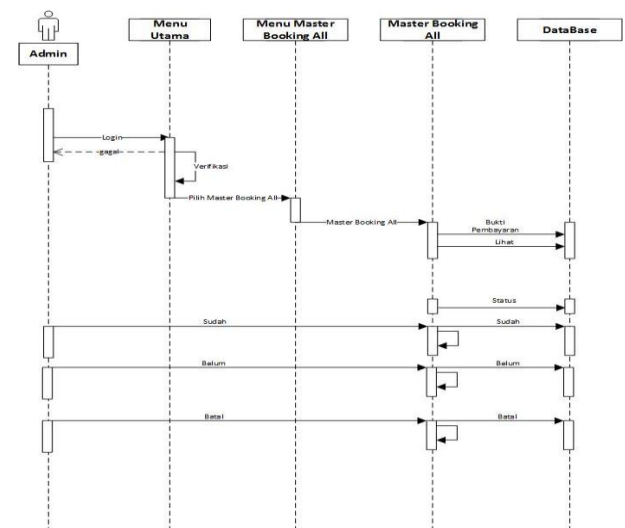 Admin
Menu
Utama
Menu Master
Booking All
Master Booking
All
DataBase
Login
gagal
Verifikasi
Pilih Master Booking All
Master Booking All
Bukti
Pembayaran
Lihat
Status
Sudah
Sudah
Belum
Belum
Batal
Batal